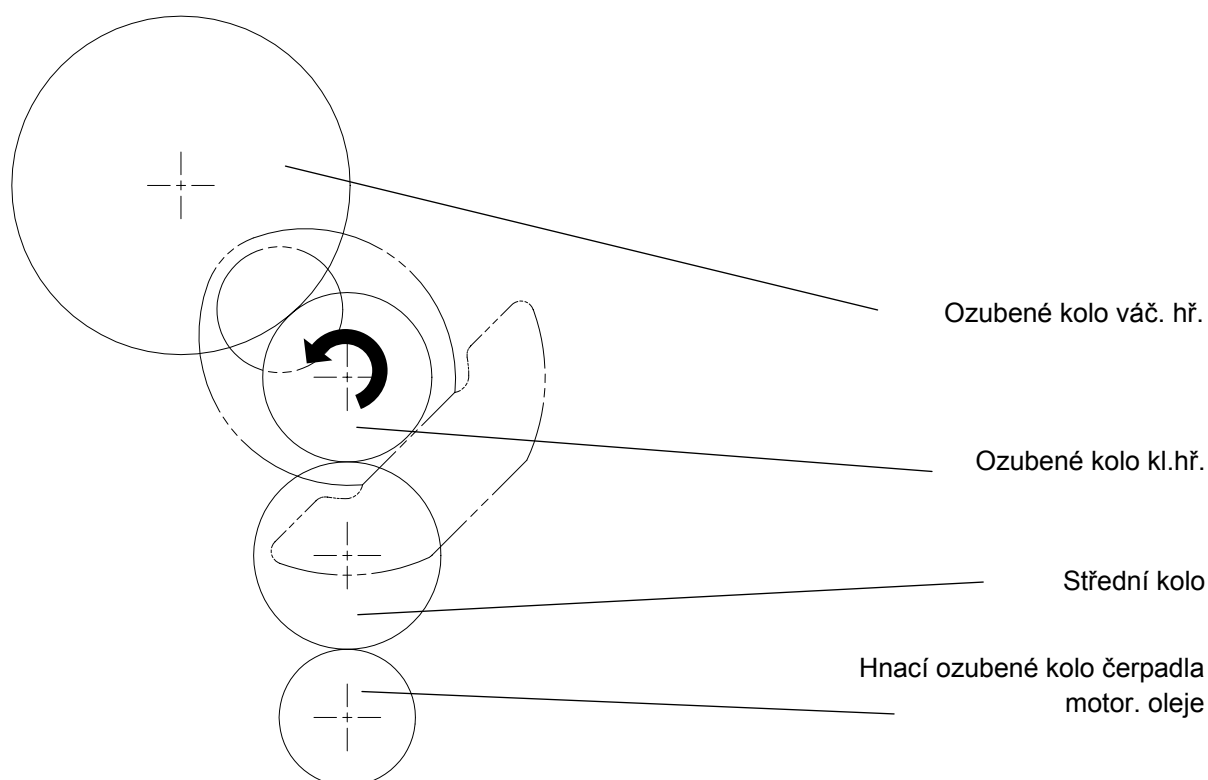 Ozubené kolo váč. hř.
Ozubené kolo kl.hř.
Střední kolo
Hnací ozubené kolo čerpadla
motor. oleje